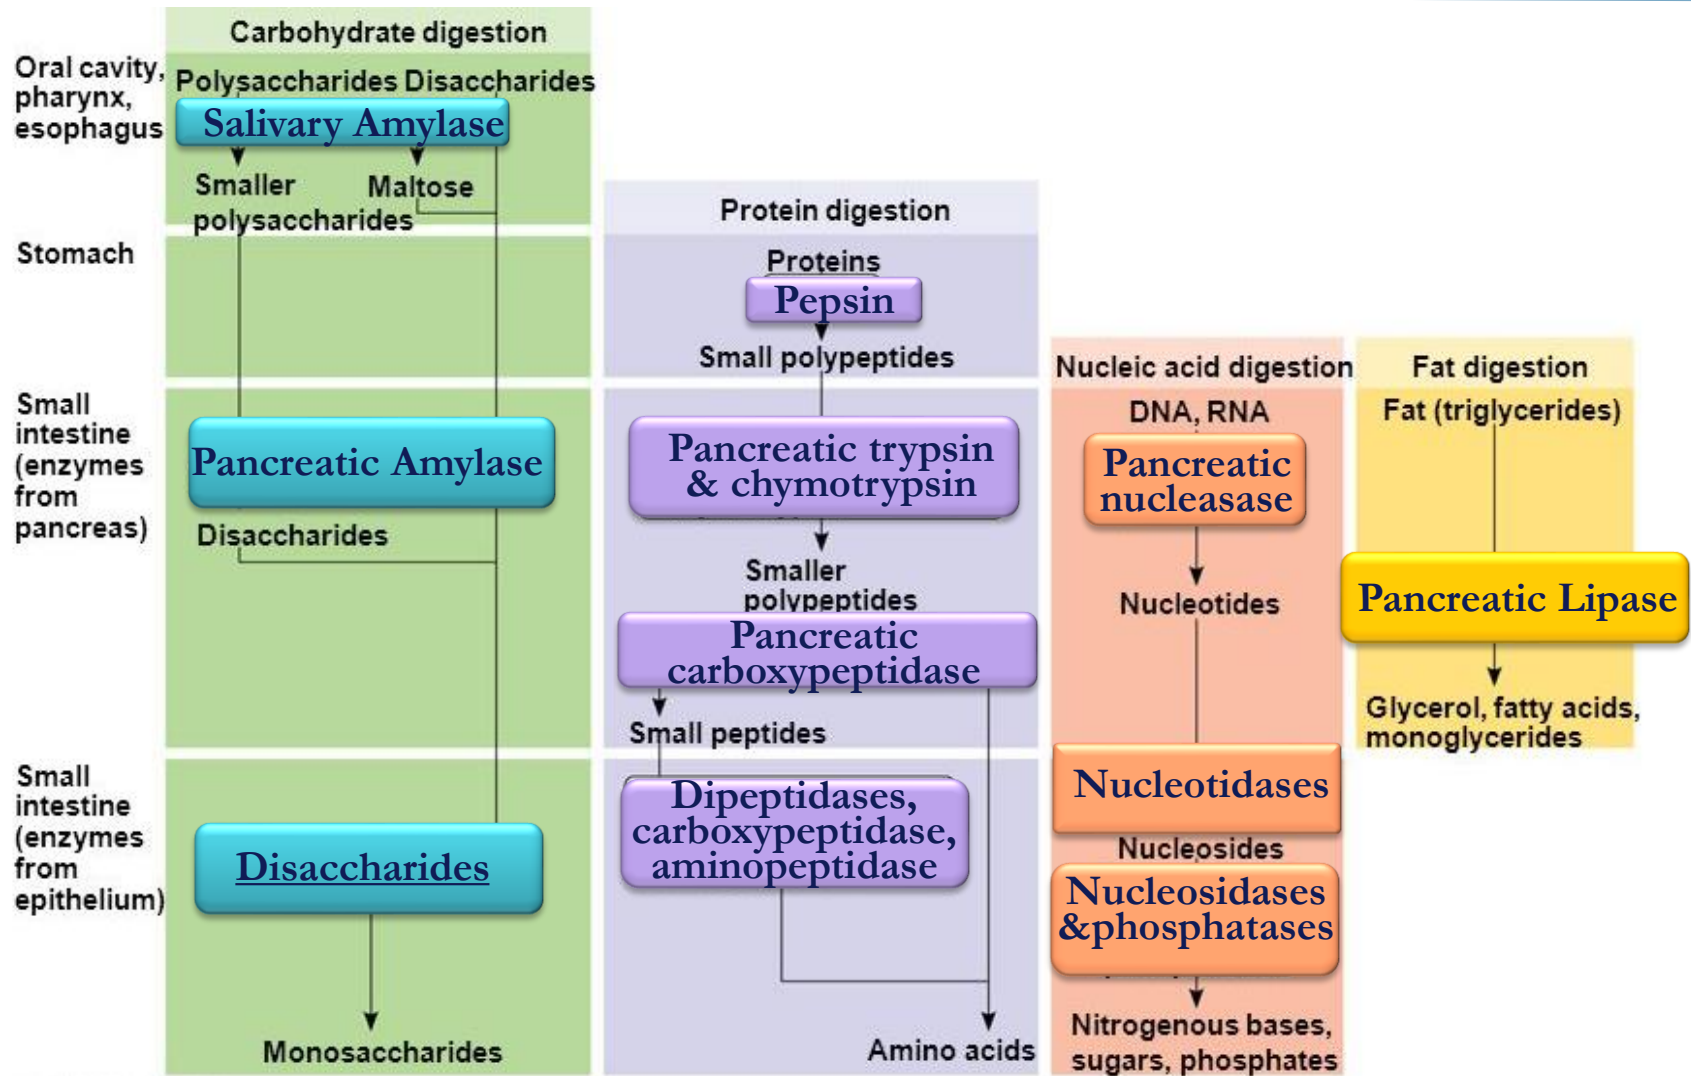 Carbohydrate digestion
Oral cavity,
pharynx,
esophagus
Polysaccharides Disaccharides
Salivary Amylase
Smaller
polysaccharides
Maltose
Protein digestion
Stomach
Proteins
Pepsin
Small polypeptides
Nucleic acid digestion
Fat digestion
Small
intestine
(enzymes
from
pancreas)
Pancreatic Amylase
Disaccharides
Pancreatic trypsin
& chymotrypsin
Smaller
polypeptides
Pancreatic
carboxypeptidase
Small peptides
DNA, RNA
Pancreatic
nucleasase
Nucleotides
Fat (triglycerides)
Pancreatic Lipase
Glycerol, fatty acids,
monoglycerides
Small
intestine
(enzymes
from
epithelium)
Disaccharides
Monosaccharides
Dipeptidases,
carboxypeptidase,
aminopeptidase
Amino acids
Nucleotidases
Nucleosides
Nucleosidases
&phosphatases
Nitrogenous bases,
sugars, phosphates